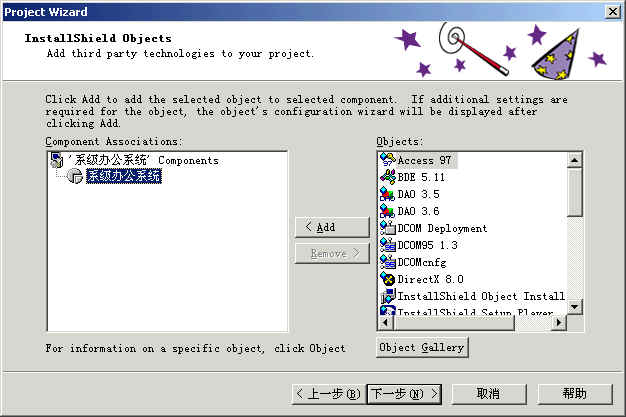 Project Wizard
InstallShield Objects
Add third party technologies to your project.
Click Add to add the selected object to selected component. If additional settings are
required for the object, the object's configuration wizard will be displayed after
clicking Add.
Component Associations:
'系级办公系统' Components
系级办公系统
< Add
Remove >
Objects:
Access 97
BDE 5.11
DAO 3.5
DAO 3.6
DCOM Deployment
DCOM95 1.3
DCOMcnfg
DirectX 8.0
InstallShield Object Install
InstallShield Setup Player
For information on a specific object, click Object
Object Gallery
< 上一步(B)
下一步(N) >
取消
帮助